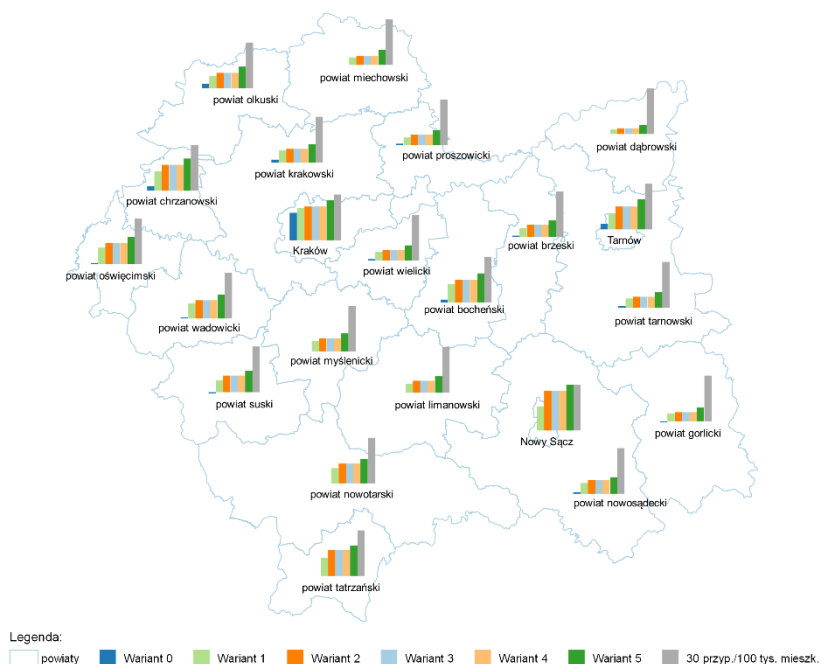 powiat miechowski
powiat olkuski
powiat dąbrowski
powiat proszowicki
powiat krakowski
powiat chrzanowski
Kraków
Tarnów
powiat brzeski
powiat wielicki
powiat oświęcimski
powiat bocheński
powiat tarnowski
powiat wadowicki
powiat myślenicki
powiat suski
powiat limanowski
powiat gorlicki
Nowy Sącz
powiat nowotarski
powiat nowosądecki
powiat tatrzański
Legenda:
powiaty Wariant 0 Wariant 1 Wariant 2 Wariant 3 Wariant 4 Wariant 5 30 przyp./100 tys. mieszk.